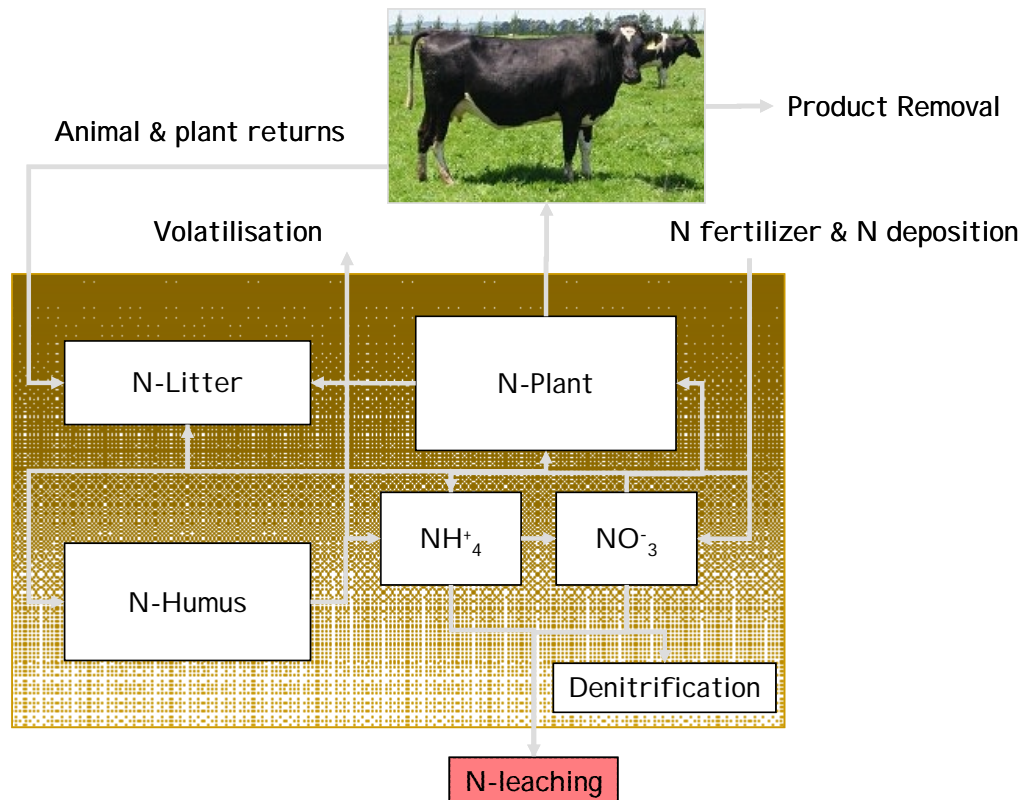 Product Removal
Animal & plant returns
Volatilisation
N fertilizer & N deposition
N-Litter
N-Plant
NH⁺₄
NO⁻₃
N-Humus
Denitrification
N-leaching